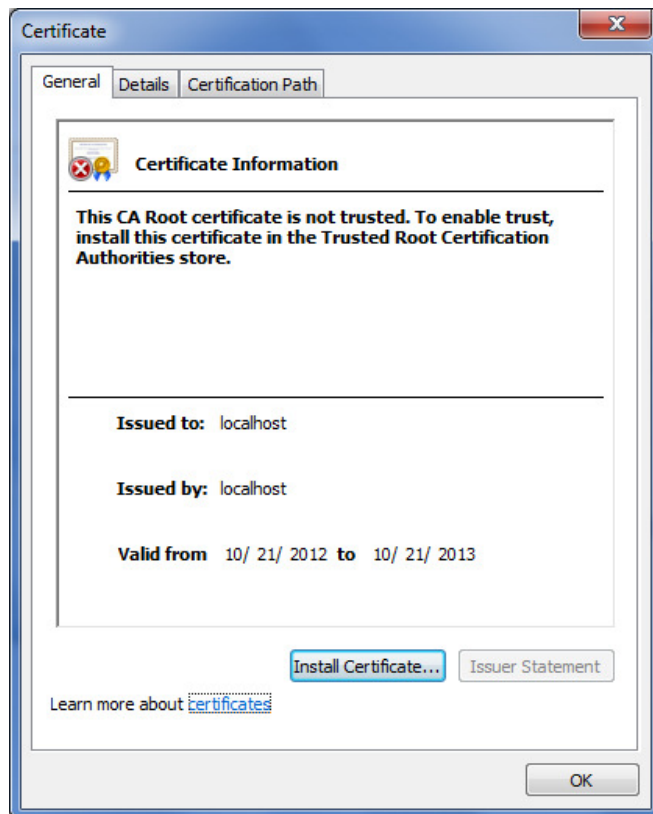 Certificate
General Details Certification Path
Certificate Information
This CA Root certificate is not trusted. To enable trust,
install this certificate in the Trusted Root Certification
Authorities store.
Issued to: localhost
Issued by: localhost
Valid from 10/ 21/ 2012 to 10/ 21/ 2013
Install Certificate... Issuer Statement
Learn more about certificates
OK